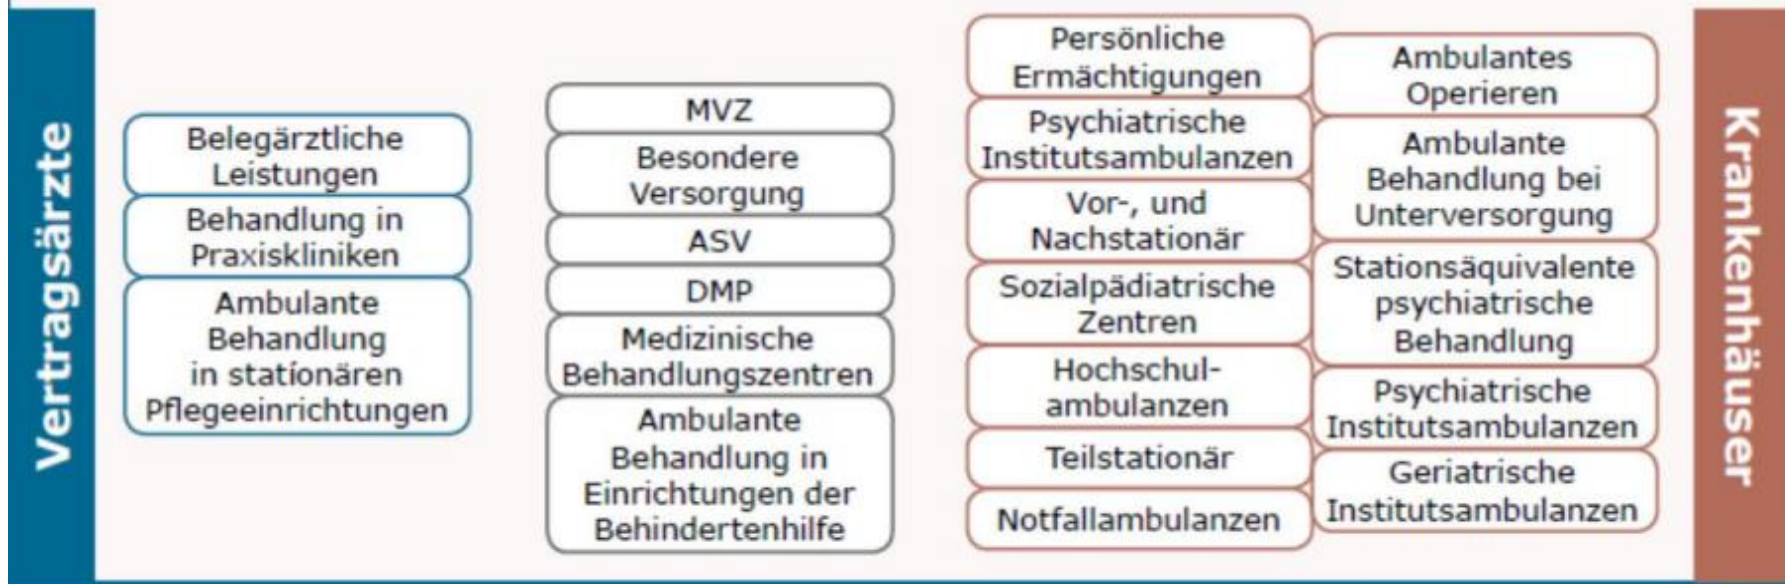 Vertragsärzte
Belegärztliche
Leistungen
Behandlung in
Praxiskliniken
Ambulante
Behandlung
in stationären
Pflegeeinrichtungen
MVZ
Besondere
Versorgung
ASV
DMP
Medizinische
Behandlungszentren
Ambulante
Behandlung in
Einrichtungen der
Behindertenhilfe
Persönliche
Ermächtigungen
Psychiatrische
Institutsambulanzen
Vor-, und
Nachstationär
Sozialpädiatrische
Zentren
Hochschul-
ambulanzen
Teilstationär
Notfallambulanzen
Ambulantes
Operieren
Ambulante
Behandlung bei
Unterversorgung
Stationsäquivalente
psychiatrische
Behandlung
Psychiatrische
Institutsambulanzen
Geriatrische
Institutsambulanzen
Krankenhäuser